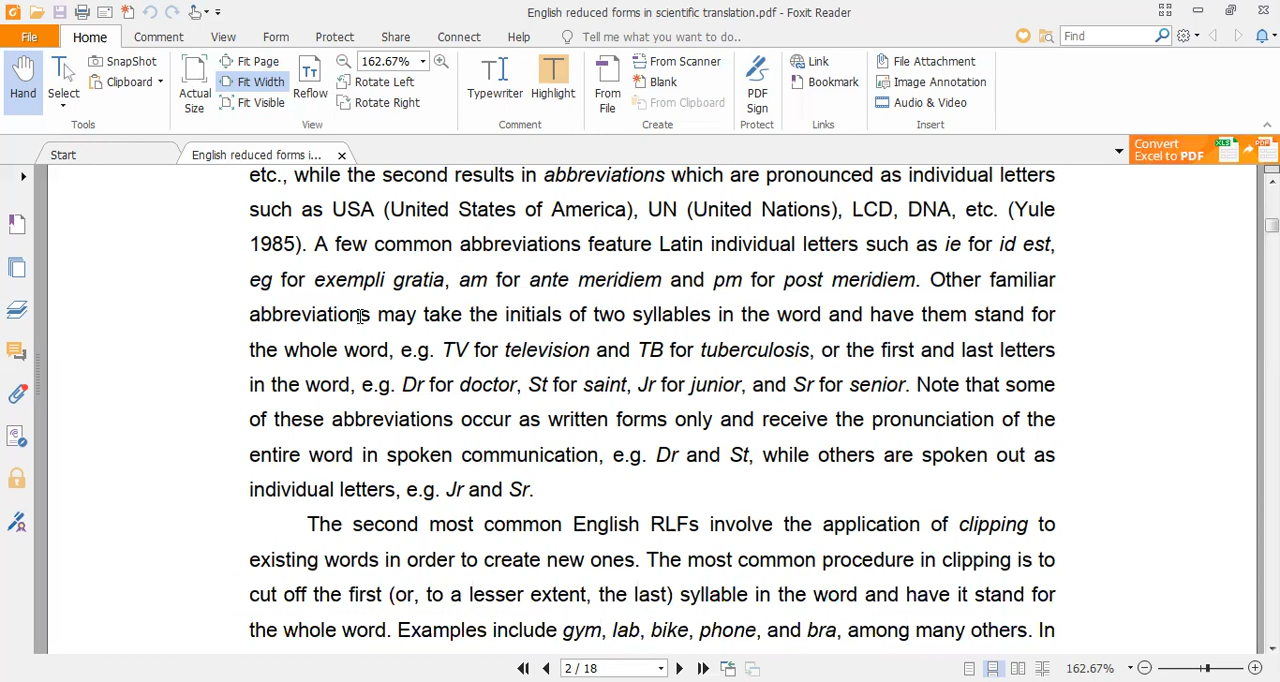 English reduced forms in scientific translation.pdf - Foxit Reader
File Home Comment View Form Protect Share Connect Help Tell me what you want to do.. Find
Hand
Select
SnapShot
Clipboard
Tools
Actual Size
Fit Page
Fit Width
Fit Visible
Reflow
162.67%
Rotate Left
Rotate Right
View
Typewriter
Highlight
Comment
From File
From Scanner
Blank
From Clipboard
Create
PDF Sign
Protect
Link
Bookmark
Links
File Attachment
Image Annotation
Audio & Video
Insert
Start
English reduced forms i...
Convert
Excel to PDF
XLS
PDF
etc., while the second results in abbreviations which are pronounced as individual letters
such as USA (United States of America), UN (United Nations), LCD, DNA, etc. (Yule
1985). A few common abbreviations feature Latin individual letters such as ie for id est,
eg for exempli gratia, am for ante meridiem and pm for post meridiem. Other familiar
abbreviations may take the initials of two syllables in the word and have them stand for
the whole word, e.g. TV for television and TB for tuberculosis, or the first and last letters
in the word, e.g. Dr for doctor, St for saint, Jr for junior, and Sr for senior. Note that some
of these abbreviations occur as written forms only and receive the pronunciation of the
entire word in spoken communication, e.g. Dr and St, while others are spoken out as
individual letters, e.g. Jr and Sr.
The second most common English RLFs involve the application of clipping to
existing words in order to create new ones. The most common procedure in clipping is to
cut off the first (or, to a lesser extent, the last) syllable in the word and have it stand for
the whole word. Examples include gym, lab, bike, phone, and bra, among many others. In
2 / 18
162.67%